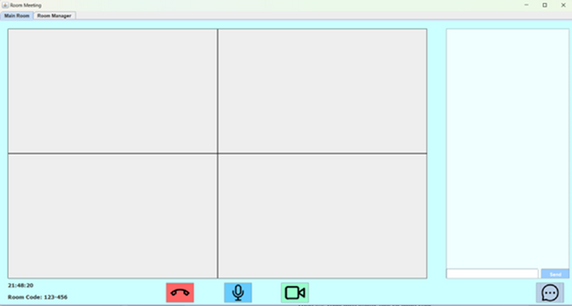 Room Meeting
Main Room Room Manager
Send
21:48:20
Room Code: 123-456